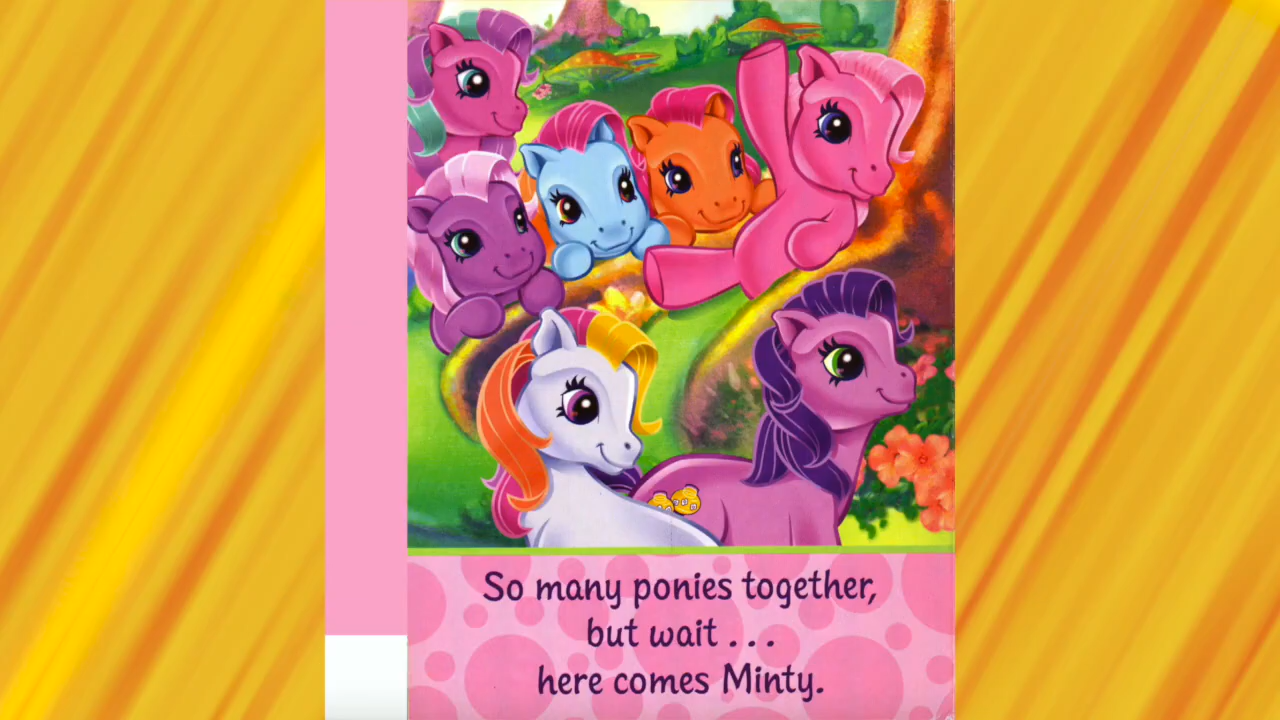 So many ponies together,
but wait . . .
here comes Minty.